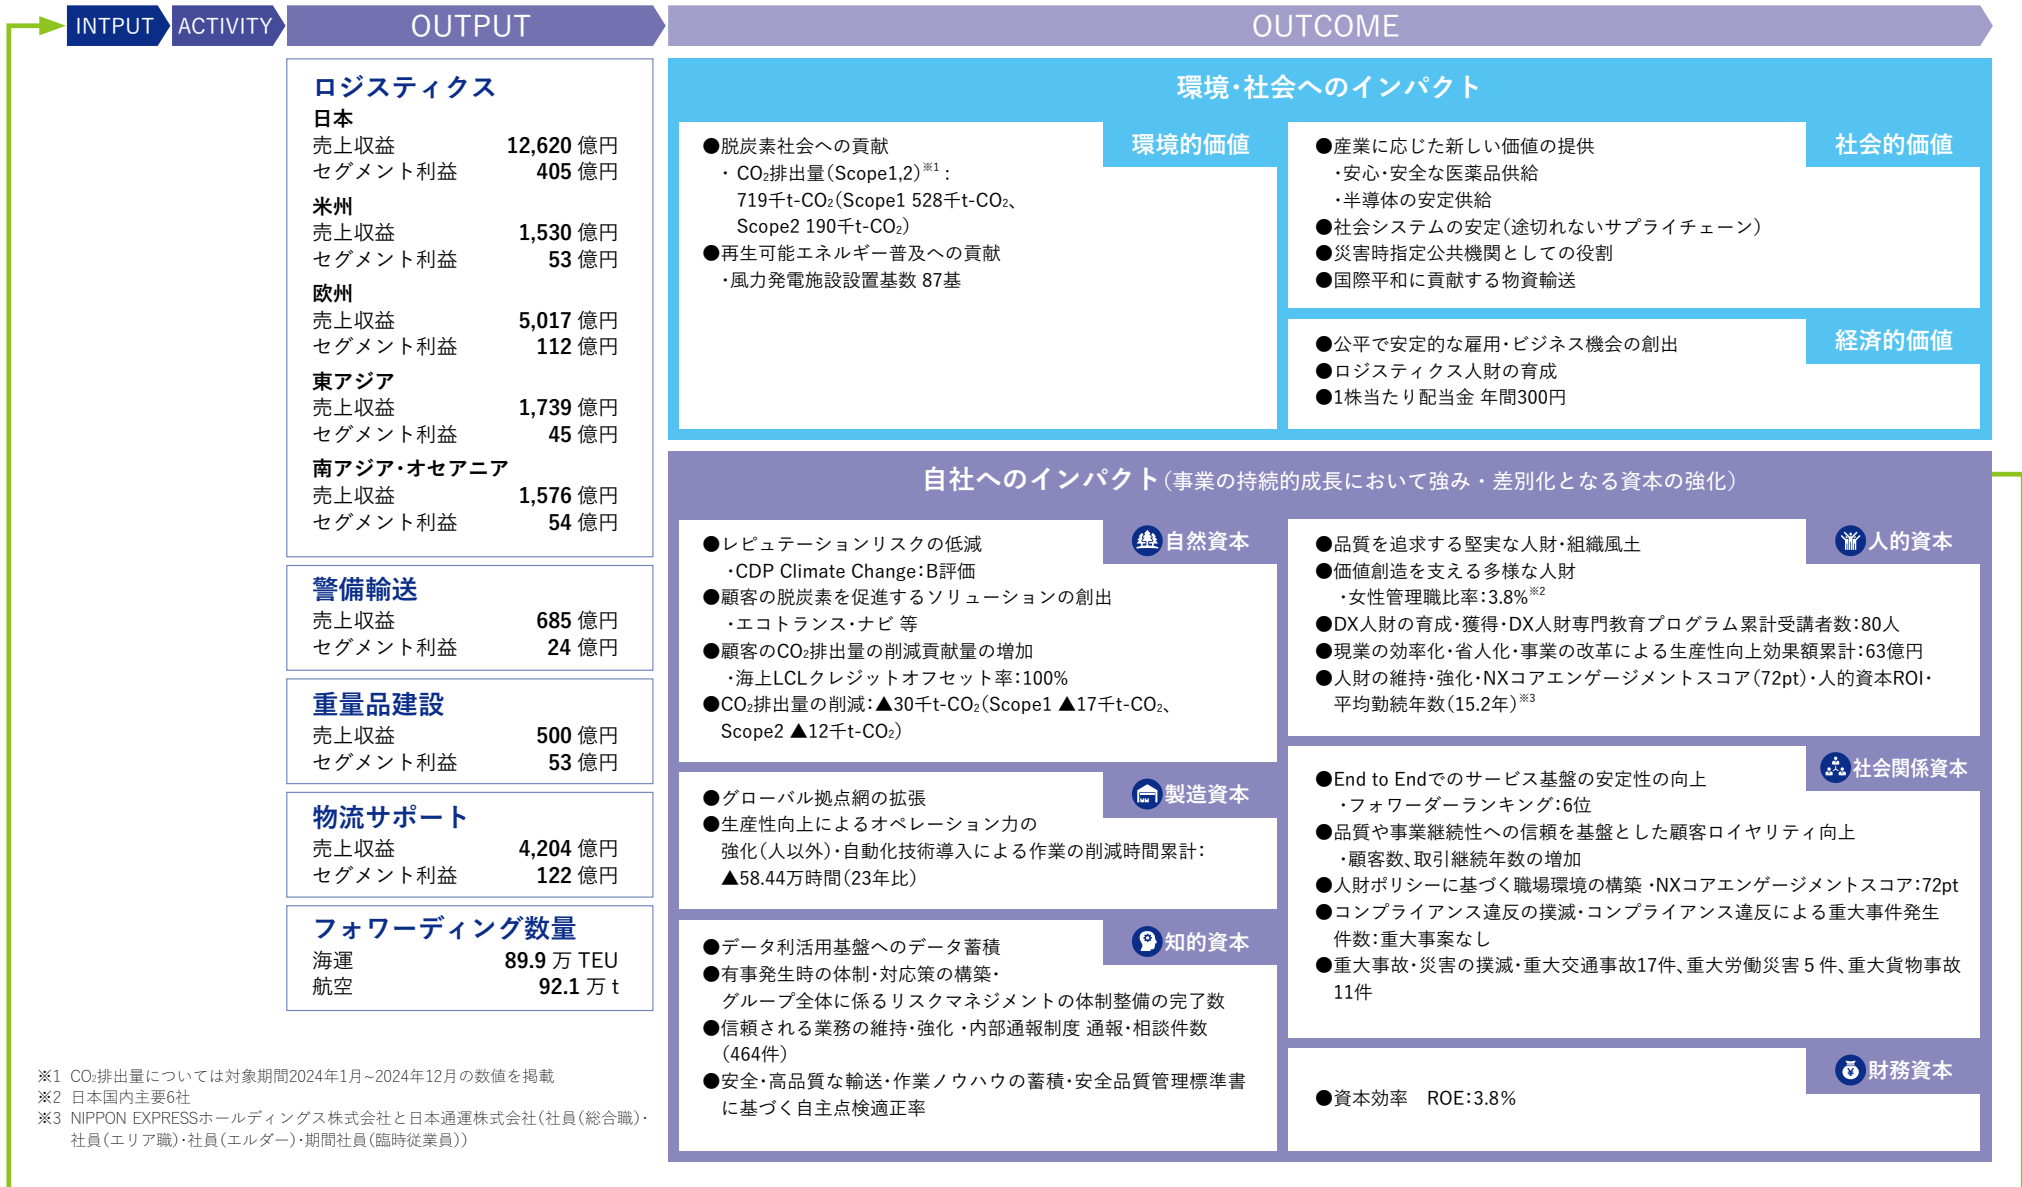 INTPUT
ACTIVITY
OUTPUT
OUTCOME
ロジスティクス
日本
売上収益 12,620 億円
セグメント利益 405 億円
米州
売上収益 1,530 億円
セグメント利益 53 億円
欧州
売上収益 5,017 億円
セグメント利益 112 億円
東アジア
売上収益 1,739 億円
セグメント利益 45 億円
南アジア・オセアニア
売上収益 1,576 億円
セグメント利益 54 億円
警備輸送
売上収益 685 億円
セグメント利益 24 億円
重量品建設
売上収益 500 億円
セグメント利益 53 億円
物流サポート
売上収益 4,204 億円
セグメント利益 122 億円
フォワーディング数量
海運 89.9 万 TEU
航空 92.1 万 t
※1 CO₂排出量については対象期間2024年1月~2024年12月の数値を掲載
※2 日本国内主要6社
※3 NIPPON EXPRESSホールディングス株式会社と日本通運株式会社(社員(総合職)・
社員(エリア職)・社員(エルダー)・期間社員(臨時従業員))
環境・社会へのインパクト
環境的価値
●脱炭素社会への貢献
・CO₂排出量(Scope1,2)※1:
719千t-CO₂(Scope1 528千t-CO₂、
Scope2 190千t-CO₂)
●再生可能エネルギー普及への貢献
・風力発電施設設置基数 87基
社会的価値
●産業に応じた新しい価値の提供
・安心・安全な医薬品供給
・半導体の安定供給
●社会システムの安定(途切れないサプライチェーン)
●災害時指定公共機関としての役割
●国際平和に貢献する物資輸送
経済的価値
●公平で安定的な雇用・ビジネス機会の創出
●ロジスティクス人財の育成
●1株当たり配当金 年間300円
自社へのインパクト(事業の持続的成長において強み・差別化となる資本の強化)
自然資本
●レピュテーションリスクの低減
・CDP Climate Change:B評価
●顧客の脱炭素を促進するソリューションの創出
・エコトランス・ナビ 等
●顧客のCO₂排出量の削減貢献量の増加
・海上LCLクレジットオフセット率:100%
●CO₂排出量の削減:▲30千t-CO₂(Scope1 ▲17千t-CO₂、
Scope2 ▲12千t-CO₂)
製造資本
●グローバル拠点網の拡張
●生産性向上によるオペレーション力の
強化(人以外)・自動化技術導入による作業の削減時間累計:
▲58.44万時間(23年比)
知的資本
●データ利活用基盤へのデータ蓄積
●有事発生時の体制・対応策の構築・
グループ全体に係るリスクマネジメントの体制整備の完了数
●信頼される業務の維持・強化 ・内部通報制度 通報・相談件数
(464件)
●安全・高品質な輸送・作業ノウハウの蓄積・安全品質管理標準書
に基づく自主点検適正率
人的資本
●品質を追求する堅実な人財・組織風土
●価値創造を支える多様な人財
・女性管理職比率:3.8%※2
●DX人財の育成・獲得・DX人財専門教育プログラム累計受講者数:80人
●現業の効率化・省人化・事業の改革による生産性向上効果額累計:63億円
●人財の維持・強化・NXコアエンゲージメントスコア(72pt)・人的資本ROI・
平均勤続年数(15.2年)※3
社会関係資本
●End to Endでのサービス基盤の安定性の向上
・フォワーダーランキング:6位
●品質や事業継続性への信頼を基盤とした顧客ロイヤリティ向上
・顧客数、取引継続年数の増加
●人財ポリシーに基づく職場環境の構築 ・NXコアエンゲージメントスコア:72pt
●コンプライアンス違反の撲滅・コンプライアンス違反による重大事件発生
件数:重大事案なし
●重大事故・災害の撲滅・重大交通事故17件、重大労働災害 5 件、重大貨物事故
11件
財務資本
●資本効率 ROE:3.8%